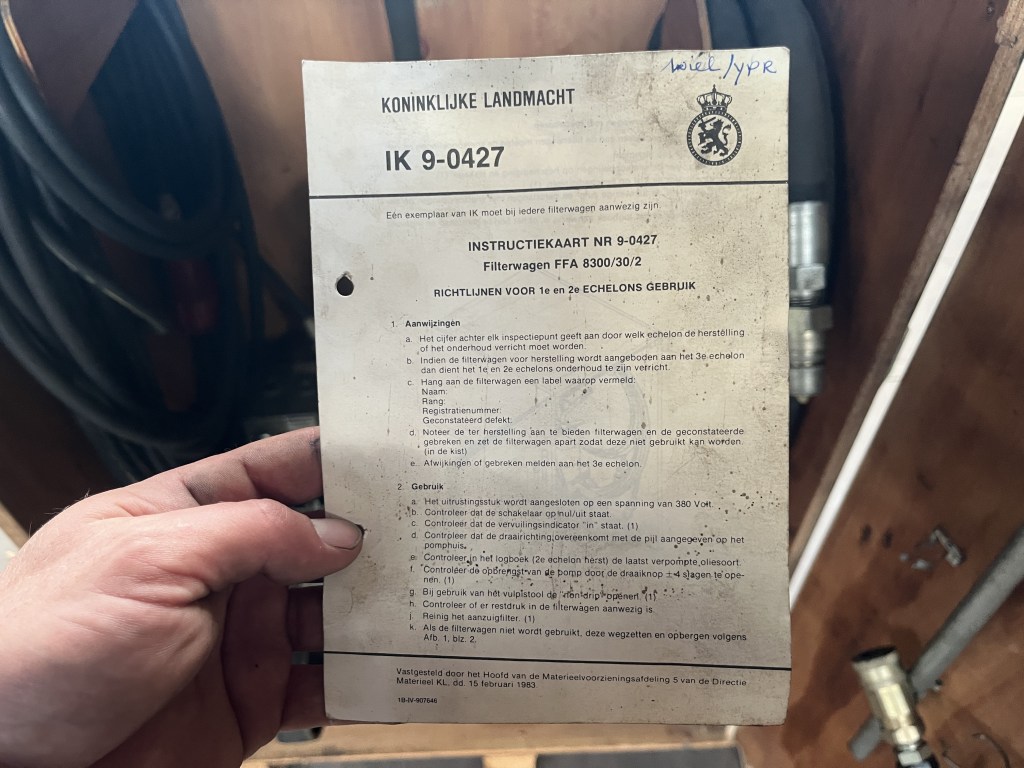 wiel/YPR
KONINKLIJKE LANDMACHT
IK 9-0427
Eén exemplaar van IK moet bij iedere filterwagen aanwezig zijn.
INSTRUCTIEKAART NR 9-0427
Filterwagen FFA 8300/30/2
RICHTLIJNEN VOOR 1e en 2e ECHELONS GEBRUIK
1. Aanwijzingen
a. Het cijfer achter elk inspectiepunt geeft aan door welk echelon de herstelling
of het onderhoud verricht moet worden.
b. Indien de filterwagen voor herstelling wordt aangeboden aan het 3e echelon
dan dient het 1e en 2e echelons onderhoud te zijn verricht.
c. Hang aan de filterwagen een label waarop vermeld:
Naam:
Rang:
Registratienummer:
Geconstateerd defekt:
d. Noteer de ter herstelling aan te bieden filterwagen en de geconstateerde
gebreken en zet de filterwagen apart zodat deze niet gebruikt kan worden.
(in de kist)
e. Afwijkingen of gebreken melden aan het 3e echelon.
2. Gebruik
a. Het uitrustingsstuk wordt aangesloten op een spanning van 380 Volt.
b. Controleer dat de schakelaar op nul/uit staat.
c. Controleer dat de vervuilingsindicator "in" staat. (1)
d. Controleer dat de draairichting overeenkomt met de pijl aangegeven op het
pomphuis.
e. Controleer in het logboek (2e echelon herst) de laatst verpompte oliesoort.
f. Controleer de opbrengst van de pomp door de draaiknop ± 4 slagen te ope-
nen. (1)
g. Bij gebruik van het vulpistool de "non drip" openen. (1)
h. Controleer of er restdruk in de filterwagen aanwezig is.
j. Reinig het aanzuigfilter. (1)
k. Als de filterwagen niet wordt gebruikt, deze wegzetten en opbergen volgens
Afb. 1, blz. 2.
Vastgesteld door het Hoofd van de Materieelvoorzieningsafdeling 5 van de Directie
Materieel KL, dd. 15 februari 1983.
1B-IV-907646